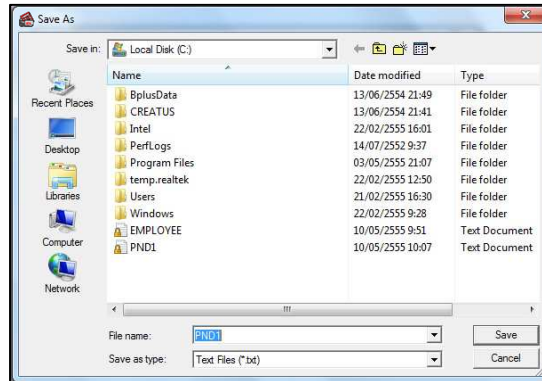 Save As
Save in: Local Disk (C:)
Name Date modified Type
Recent Places
Desktop
Libraries
Computer
Network
BplusData 13/06/2554 21:49 File folder
CREATUS 13/06/2554 21:41 File folder
Intel 22/02/2555 16:01 File folder
PerfLogs 14/07/2552 9:37 File folder
Program Files 03/05/2555 21:07 File folder
temp.realtek 22/02/2555 12:50 File folder
Users 21/02/2555 16:30 File folder
Windows 22/02/2555 9:28 File folder
EMPLOYEE 10/05/2555 9:51 Text Document
PND1 10/05/2555 10:07 Text Document
File name: PND1 Save
Save as type: Text Files (*.txt) Cancel